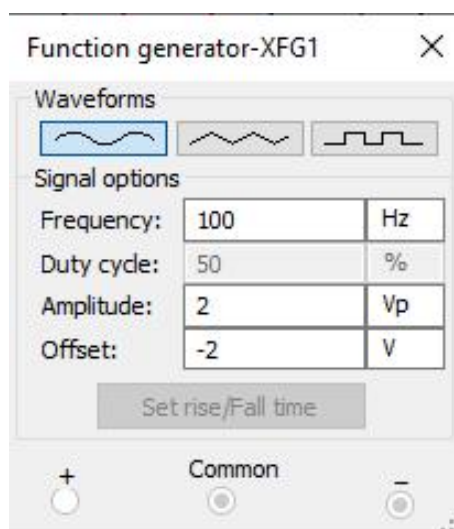 Function generator-XFG1
Waveforms
Signal options
Frequency: 100 Hz
Duty cycle: 50 %
Amplitude: 2 Vp
Offset: -2 V
Set rise/Fall time
+ Common −